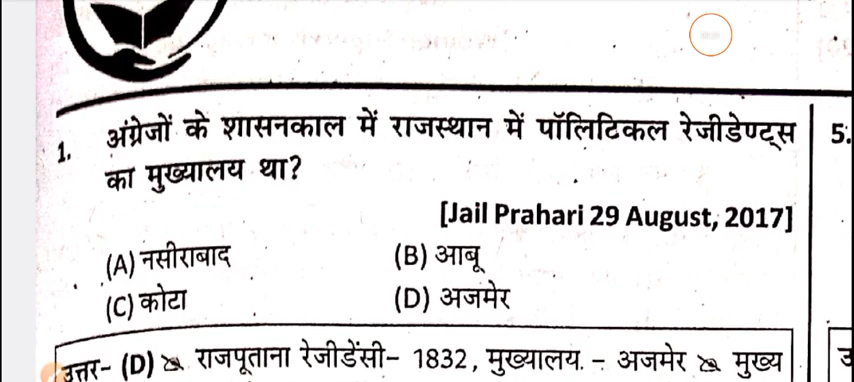 1. अंग्रेजों के शासनकाल में राजस्थान में पॉलिटिकल रेजीडेण्ट्स
का मुख्यालय था?
[Jail Prahari 29 August, 2017]
(A) नसीराबाद (B) आबू
(C) कोटा (D) अजमेर
उत्तर- (D) राजपूताना रेजीडेंसी- 1832, मुख्यालय. - अजमेर मुख्य
5.